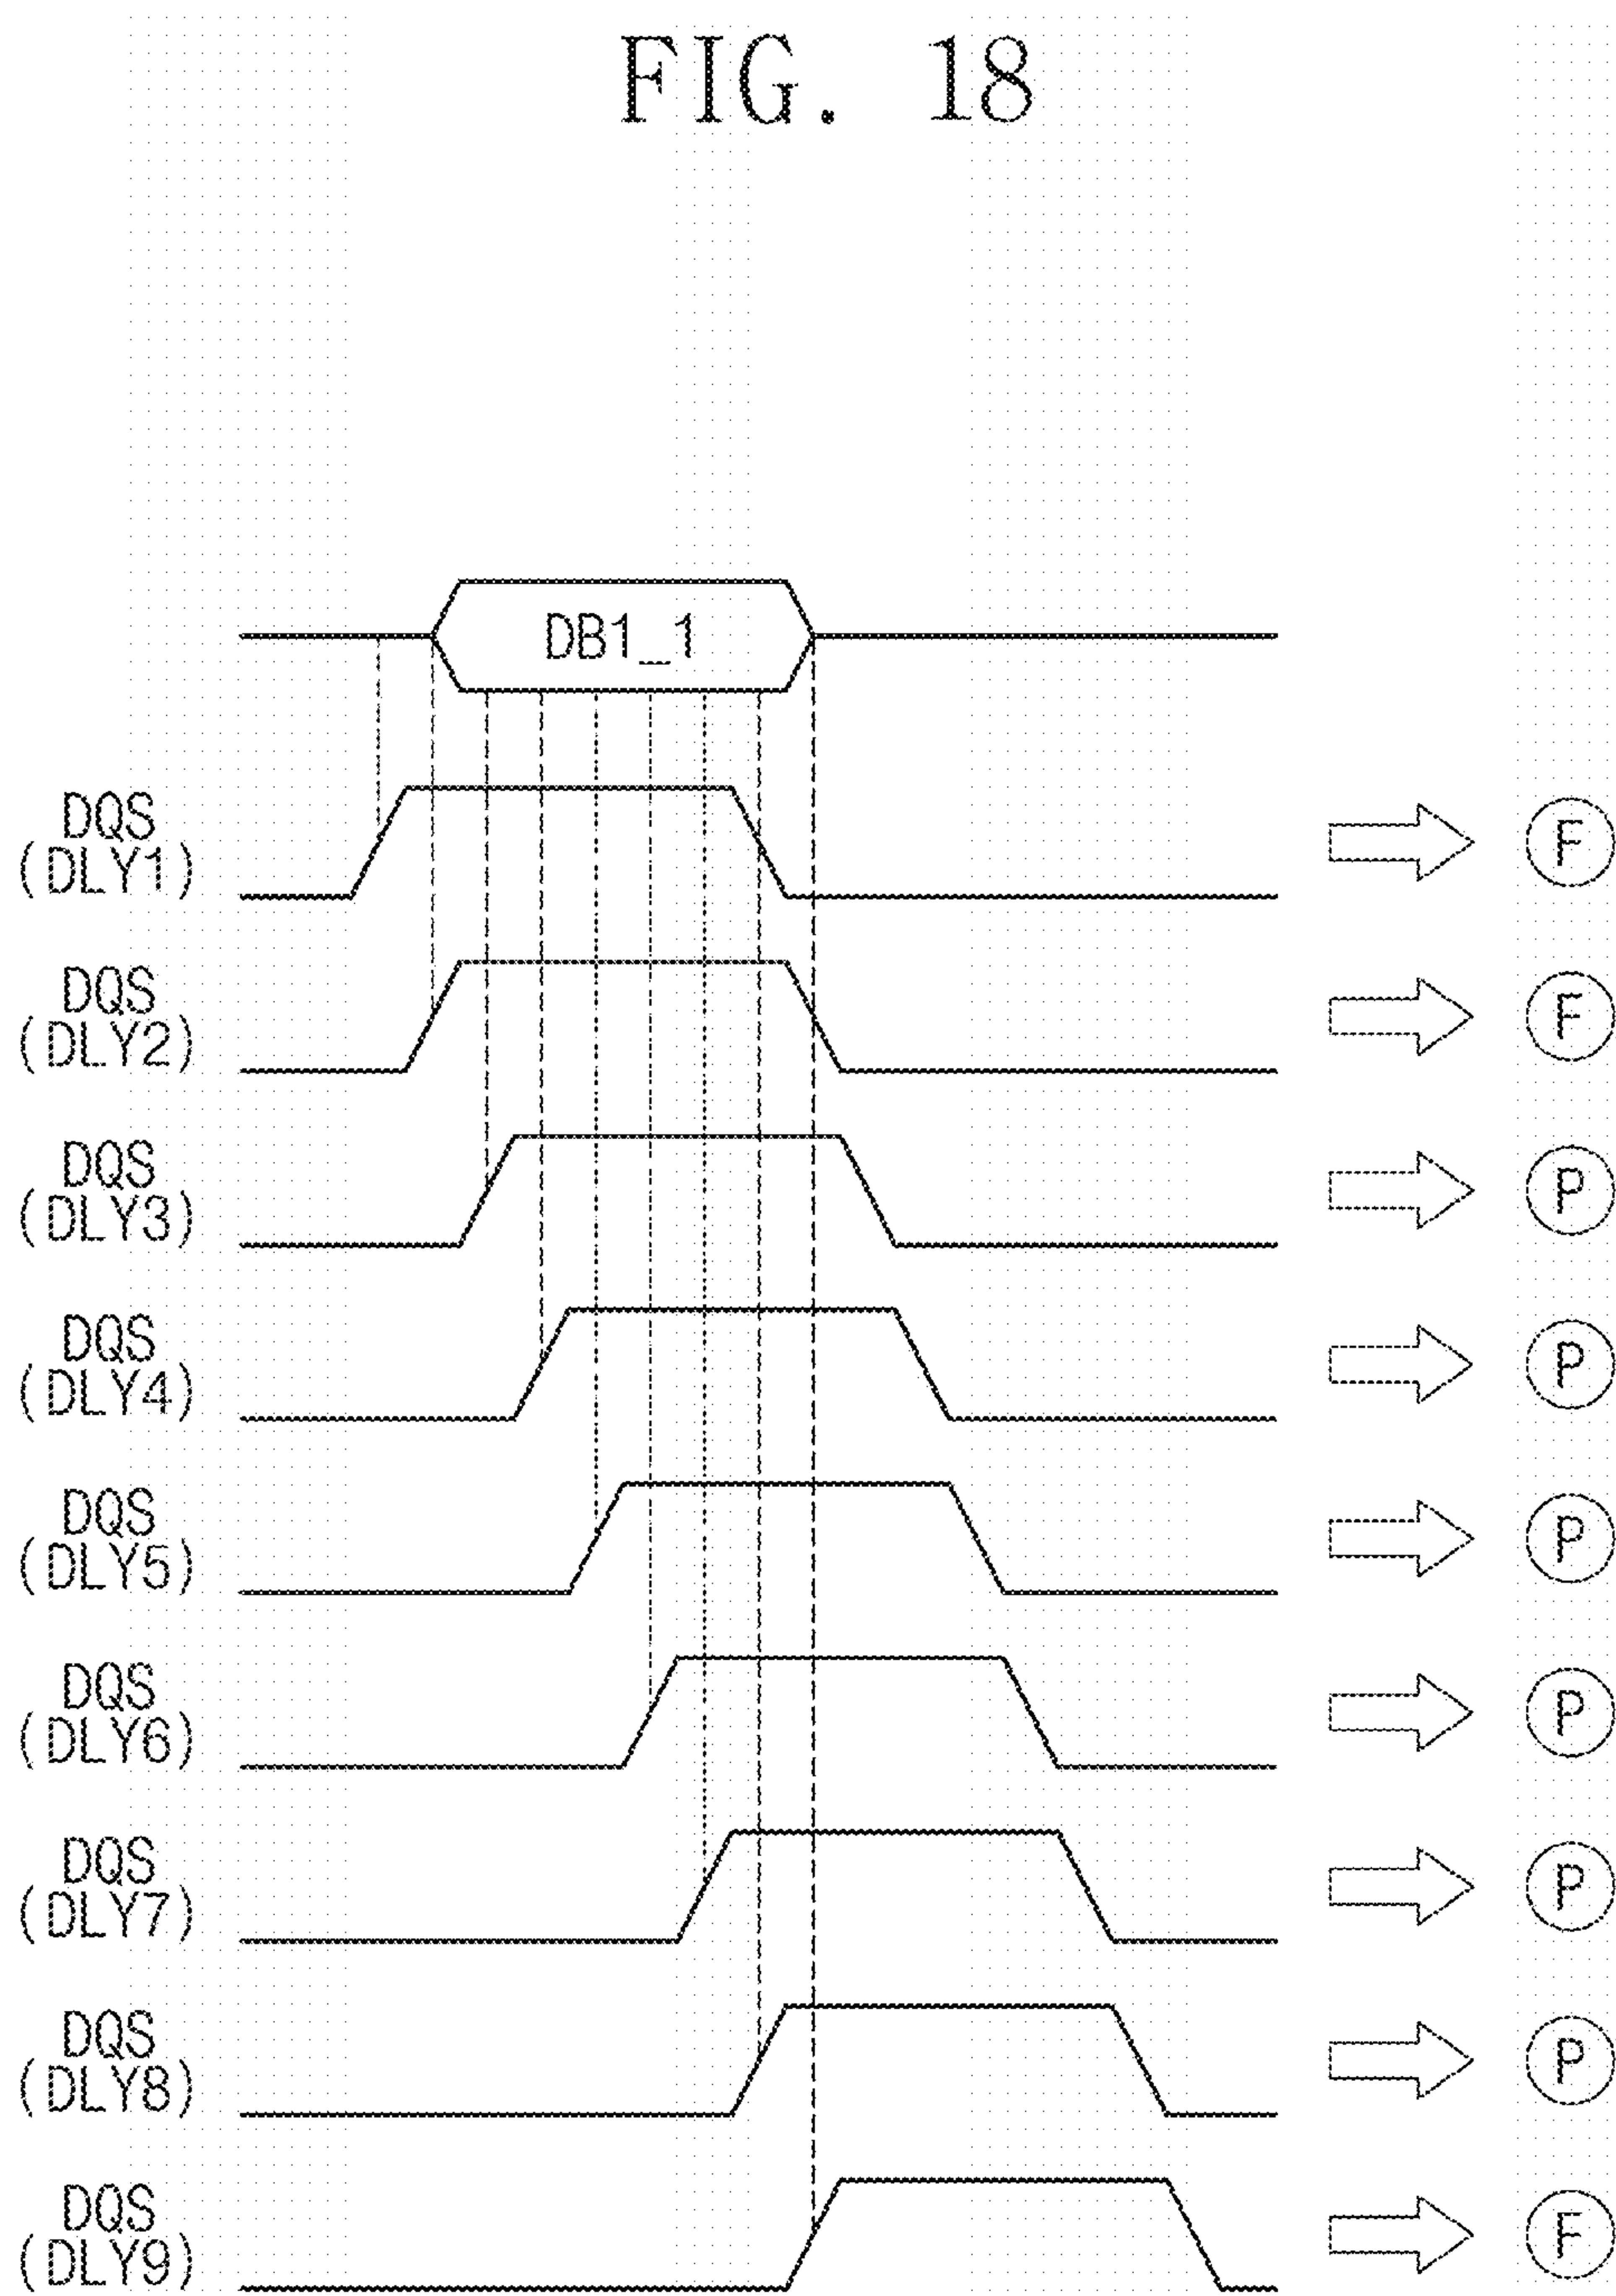 FIG. 18
DB1_1
DQS
(DLY1)
F
DQS
(DLY2)
F
DQS
(DLY3)
P
DQS
(DLY4)
P
DQS
(DLY5)
P
DQS
(DLY6)
P
DQS
(DLY7)
P
DQS
(DLY8)
P
DQS
(DLY9)
F